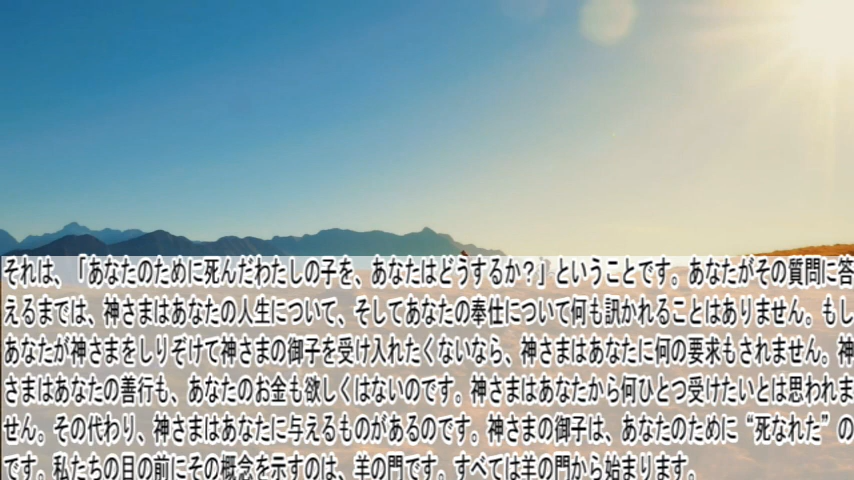 それは、「あなたのために死んだわたしの子を、あなたはどうするか？」ということです。あなたがその質問に答
えるまでは、神さまはあなたの人生について、そしてあなたの奉仕について何も訊かれることはありません。もし
あなたが神さまをしりぞけて神さまの御子を受け入れたくないなら、神さまはあなたに何の要求もされません。神
さまはあなたの善行も、あなたのお金も欲しくはないのです。神さまはあなたから何ひとつ受けたいとは思われま
せん。その代わり、神さまはあなたに与えるものがあるのです。神さまの御子は、あなたのために“死なれた”の
です。私たちの目の前にその概念を示すのは、羊の門です。すべては羊の門から始まります。